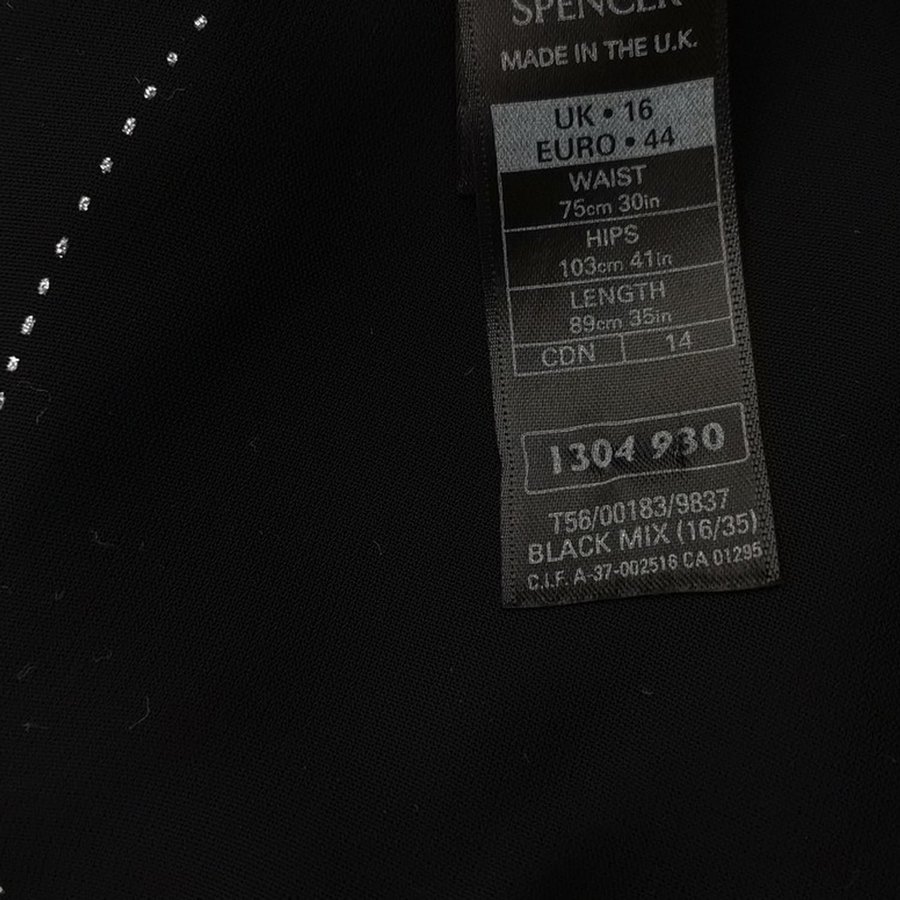 SPENCER
MADE IN THE U.K.
UK • 16
EURO • 44
WAIST
75cm 30in
HIPS
103cm 41in
LENGTH
89cm 35in
CDN 14
1304 930
T56/00183/9837
BLACK MIX (16/35)
C.I.F. A-37-002516 CA 01295